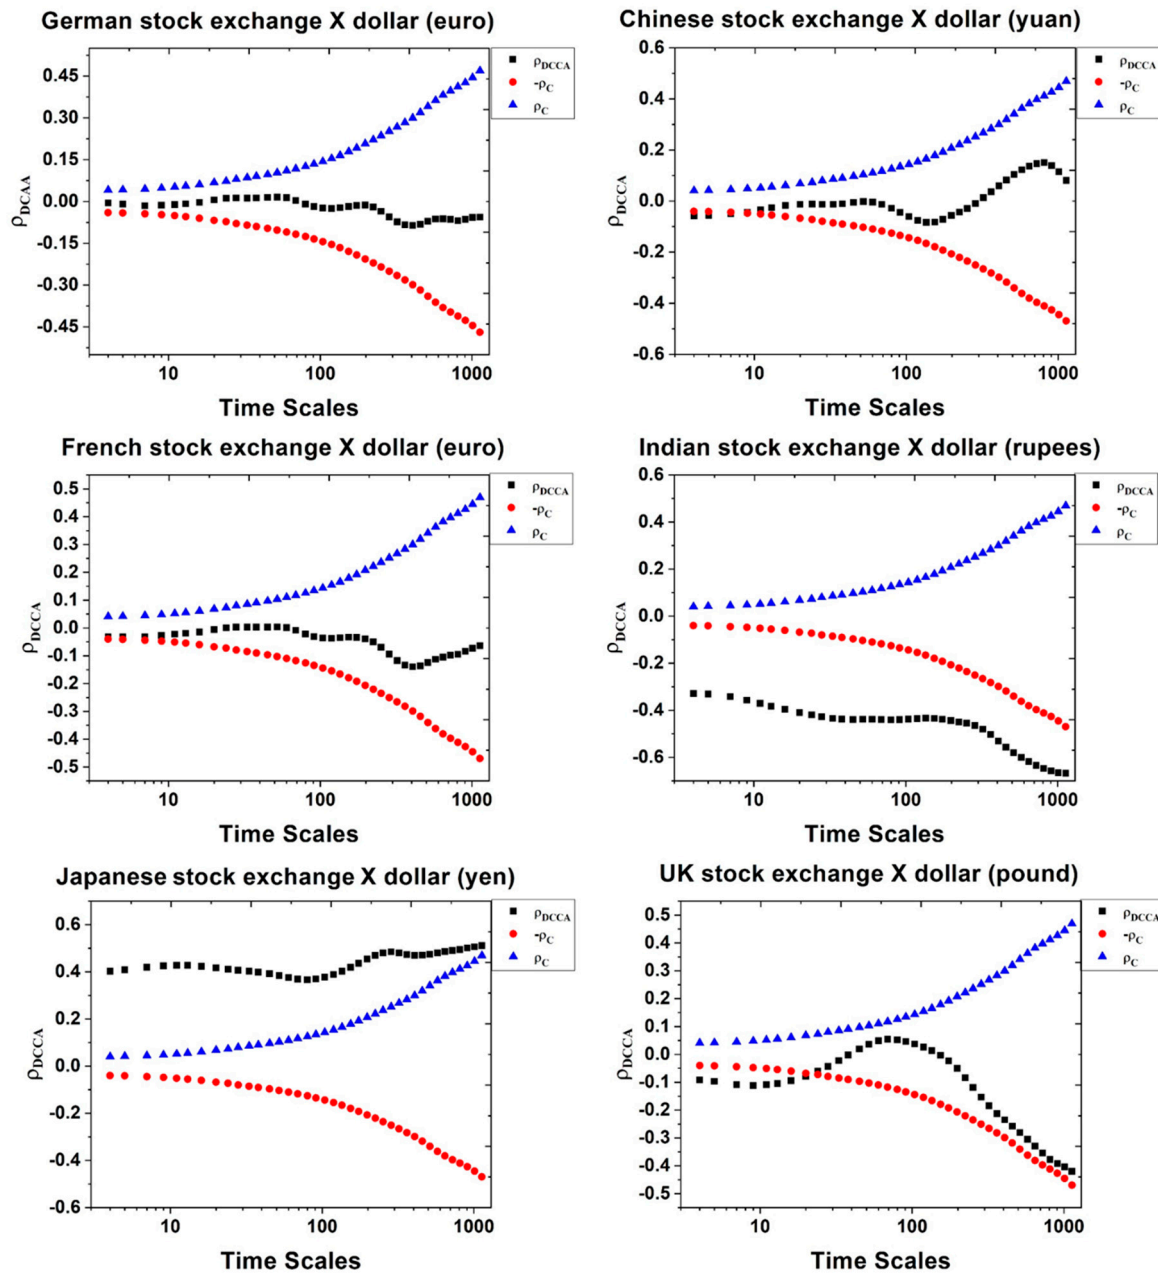 German stock exchange X dollar (euro)
ρDCAA
0.45
0.30
0.15
0.00
-0.15
-0.30
-0.45
10
100
1000
Time Scales
ρDCCA
-ρC
ρC
Chinese stock exchange X dollar (yuan)
ρDCCA
0.6
0.4
0.2
0.0
-0.2
-0.4
-0.6
10
100
1000
Time Scales
ρDCCA
-ρC
ρC
French stock exchange X dollar (euro)
ρDCCA
0.5
0.4
0.3
0.2
0.1
0.0
-0.1
-0.2
-0.3
-0.4
-0.5
10
100
1000
Time Scales
ρDCCA
-ρC
ρC
Indian stock exchange X dollar (rupees)
ρDCCA
0.6
0.4
0.2
0.0
-0.2
-0.4
-0.6
10
100
1000
Time Scales
ρDCCA
-ρC
ρC
Japanese stock exchange X dollar (yen)
ρDCCA
0.6
0.4
0.2
0.0
-0.2
-0.4
-0.6
10
100
1000
Time Scales
ρDCCA
-ρC
ρC
UK stock exchange X dollar (pound)
ρDCCA
0.5
0.4
0.3
0.2
0.1
0.0
-0.1
-0.2
-0.3
-0.4
-0.5
10
100
1000
Time Scales
ρDCCA
-ρC
ρC